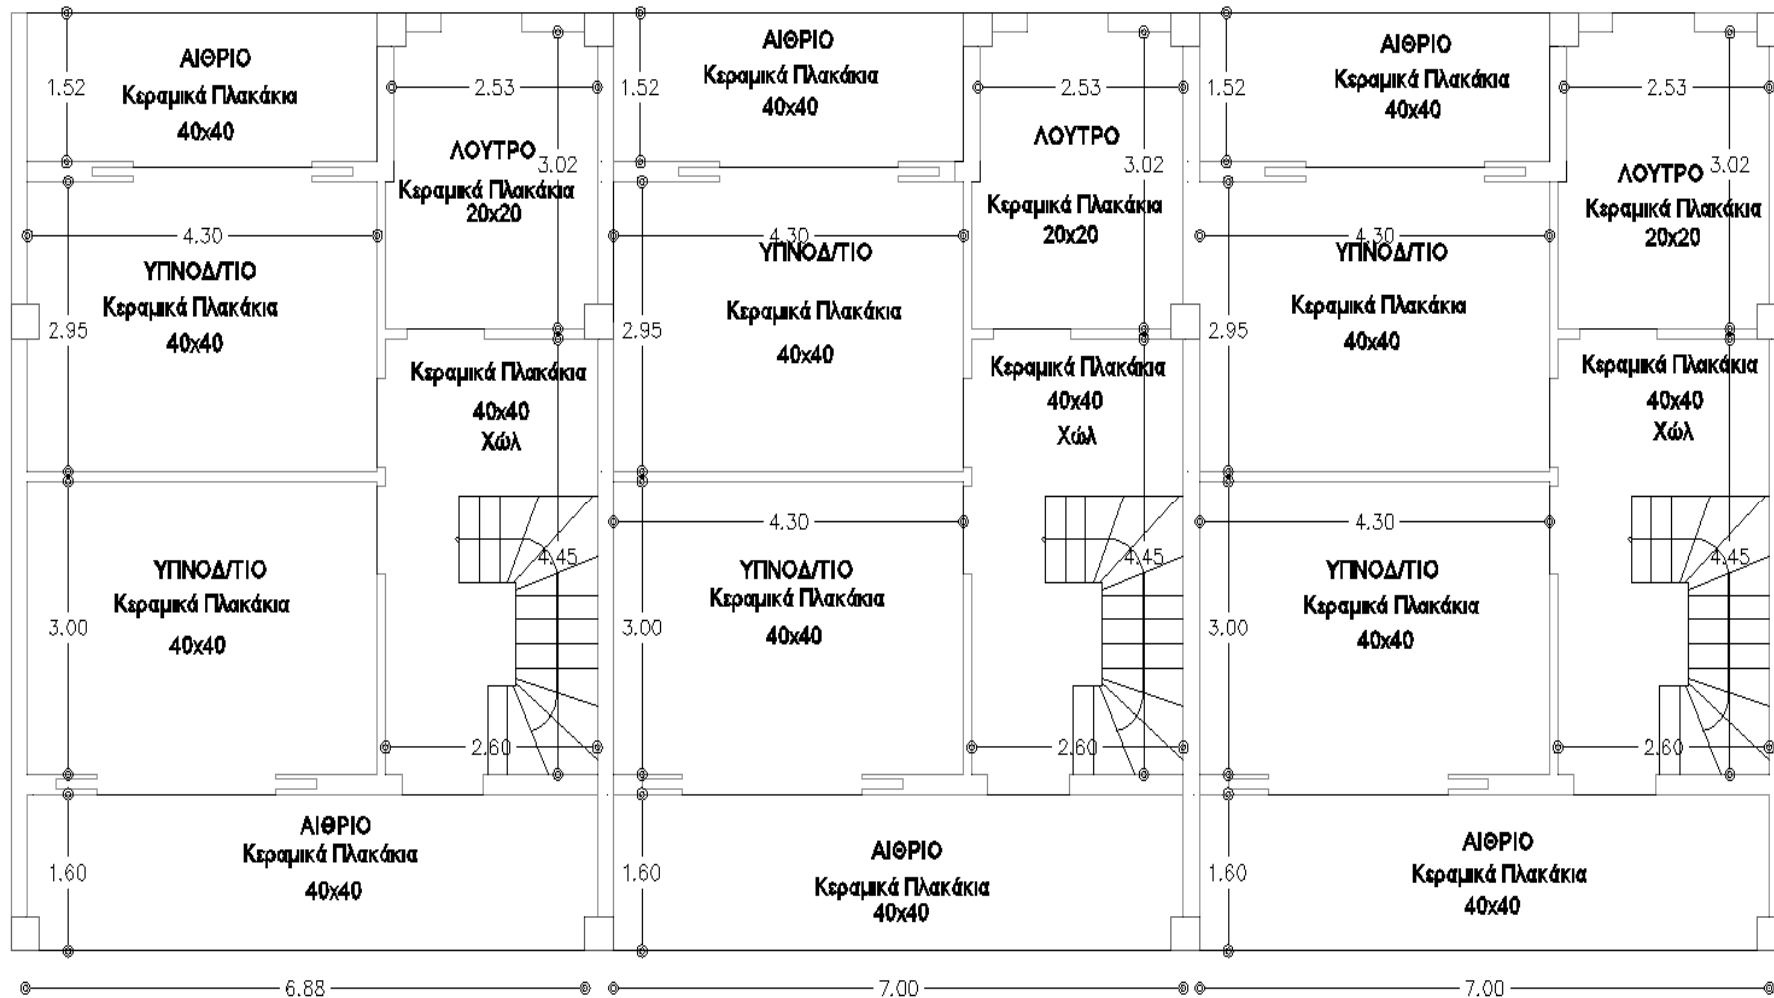 ΑΙΘΡΙΟ
Κεραμικά Πλακάκια
40x40
1.52
2.53
ΛΟΥΤΡΟ
3.02
Κεραμικά Πλακάκια
20x20
4.30
ΥΠΝΟΔ/ΤΙΟ
Κεραμικά Πλακάκια
40x40
2.95
Κεραμικά Πλακάκια
40x40
Χώλ
4.45
ΥΠΝΟΔ/ΤΙΟ
Κεραμικά Πλακάκια
40x40
3.00
2.60
ΑΙΘΡΙΟ
Κεραμικά Πλακάκια
40x40
1.60
6.88
ΑΙΘΡΙΟ
Κεραμικά Πλακάκια
40x40
1.52
2.53
ΛΟΥΤΡΟ
3.02
Κεραμικά Πλακάκια
20x20
4.30
ΥΠΝΟΔ/ΤΙΟ
Κεραμικά Πλακάκια
40x40
2.95
Κεραμικά Πλακάκια
40x40
Χώλ
4.30
4.45
ΥΠΝΟΔ/ΤΙΟ
Κεραμικά Πλακάκια
40x40
3.00
2.60
ΑΙΘΡΙΟ
Κεραμικά Πλακάκια
40x40
1.60
7.00
ΑΙΘΡΙΟ
Κεραμικά Πλακάκια
40x40
1.52
2.53
ΛΟΥΤΡΟ
3.02
Κεραμικά Πλακάκια
20x20
4.30
ΥΠΝΟΔ/ΤΙΟ
Κεραμικά Πλακάκια
40x40
2.95
Κεραμικά Πλακάκια
40x40
Χώλ
4.30
4.45
ΥΠΝΟΔ/ΤΙΟ
Κεραμικά Πλακάκια
40x40
3.00
2.60
ΑΙΘΡΙΟ
Κεραμικά Πλακάκια
40x40
1.60
7.00